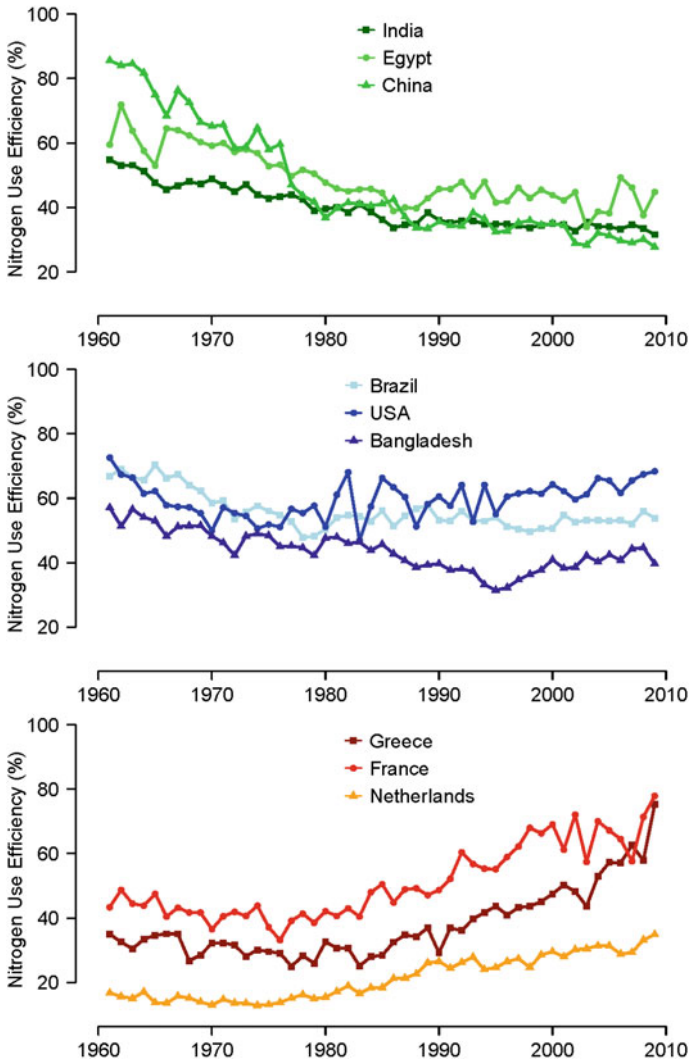 Nitrogen Use Efficiency (%)
100
80
60
40
20
India
Egypt
China
1960 1970 1980 1990 2000 2010
Nitrogen Use Efficiency (%)
100
80
60
40
20
Brazil
USA
Bangladesh
1960 1970 1980 1990 2000 2010
Nitrogen Use Efficiency (%)
100
80
60
40
20
Greece
France
Netherlands
1960 1970 1980 1990 2000 2010